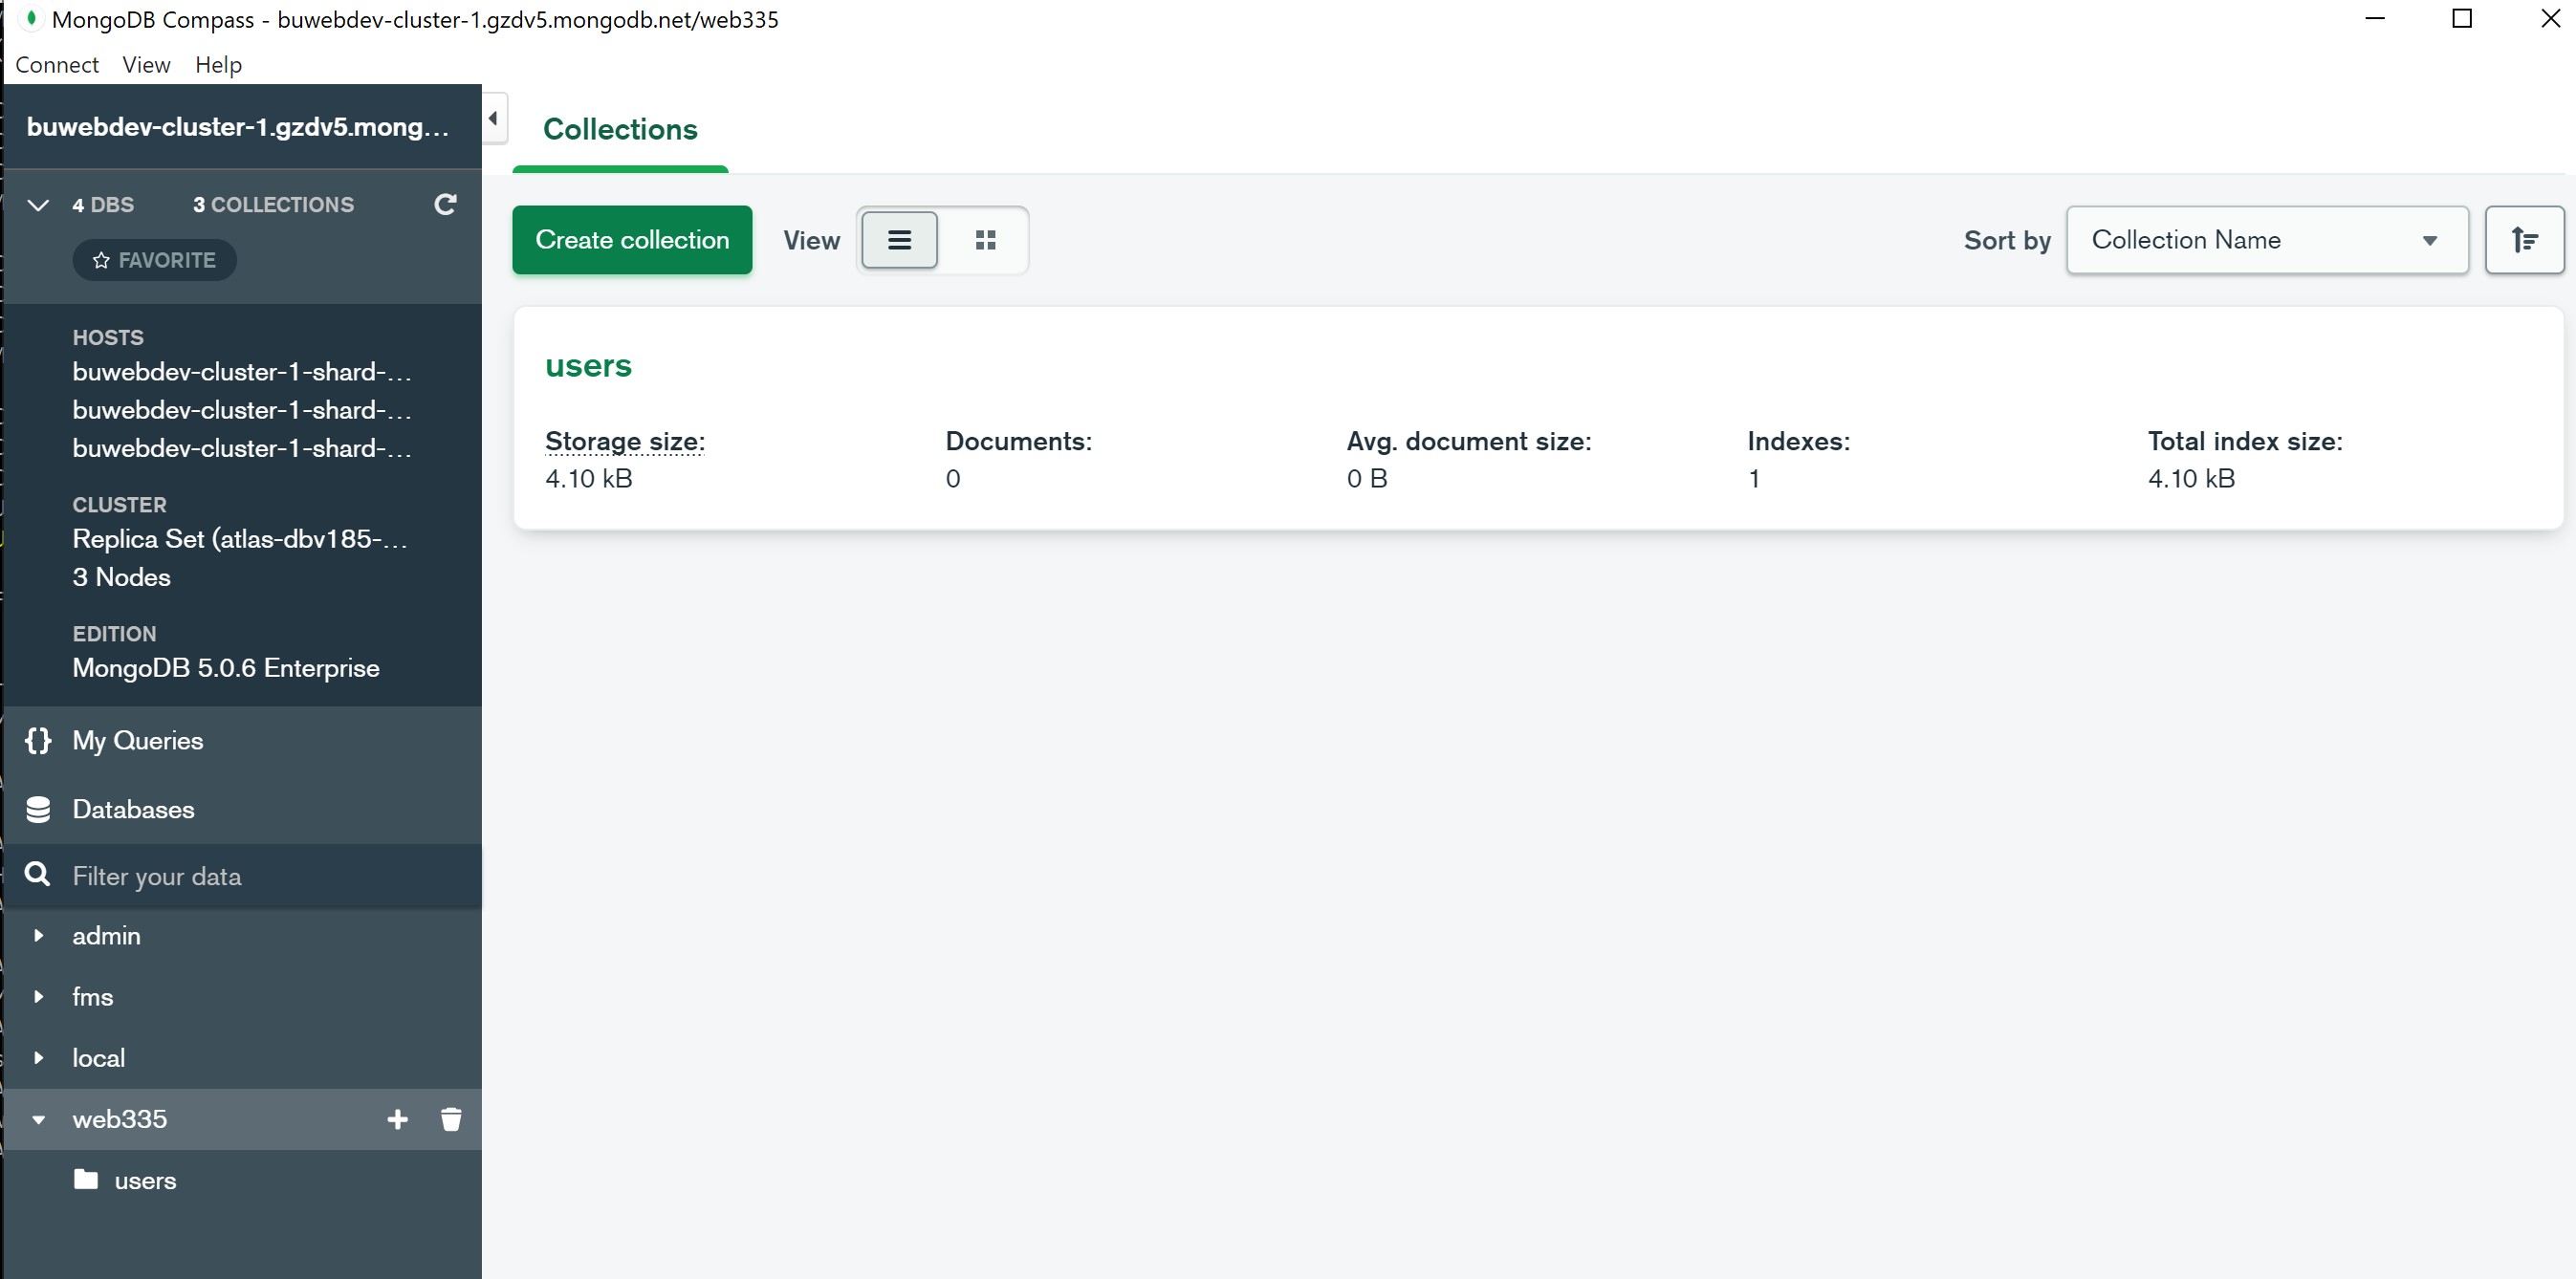 MongoDB Compass - buwebdev-cluster-1.gzdv5.mongodb.net/web335
Connect View Help
buwebdev-cluster-1.gzdv5.mong...
4 DBS 3 COLLECTIONS
FAVORITE
HOSTS
buwebdev-cluster-1-shard-...
buwebdev-cluster-1-shard-...
buwebdev-cluster-1-shard-...
CLUSTER
Replica Set (atlas-dbv185-...
3 Nodes
EDITION
MongoDB 5.0.6 Enterprise
{} My Queries
Databases
Filter your data
admin
fms
local
web335
users
Collections
Create collection View Sort by Collection Name
users
Storage size: Documents: Avg. document size: Indexes: Total index size:
4.10 kB 0 0 B 1 4.10 kB